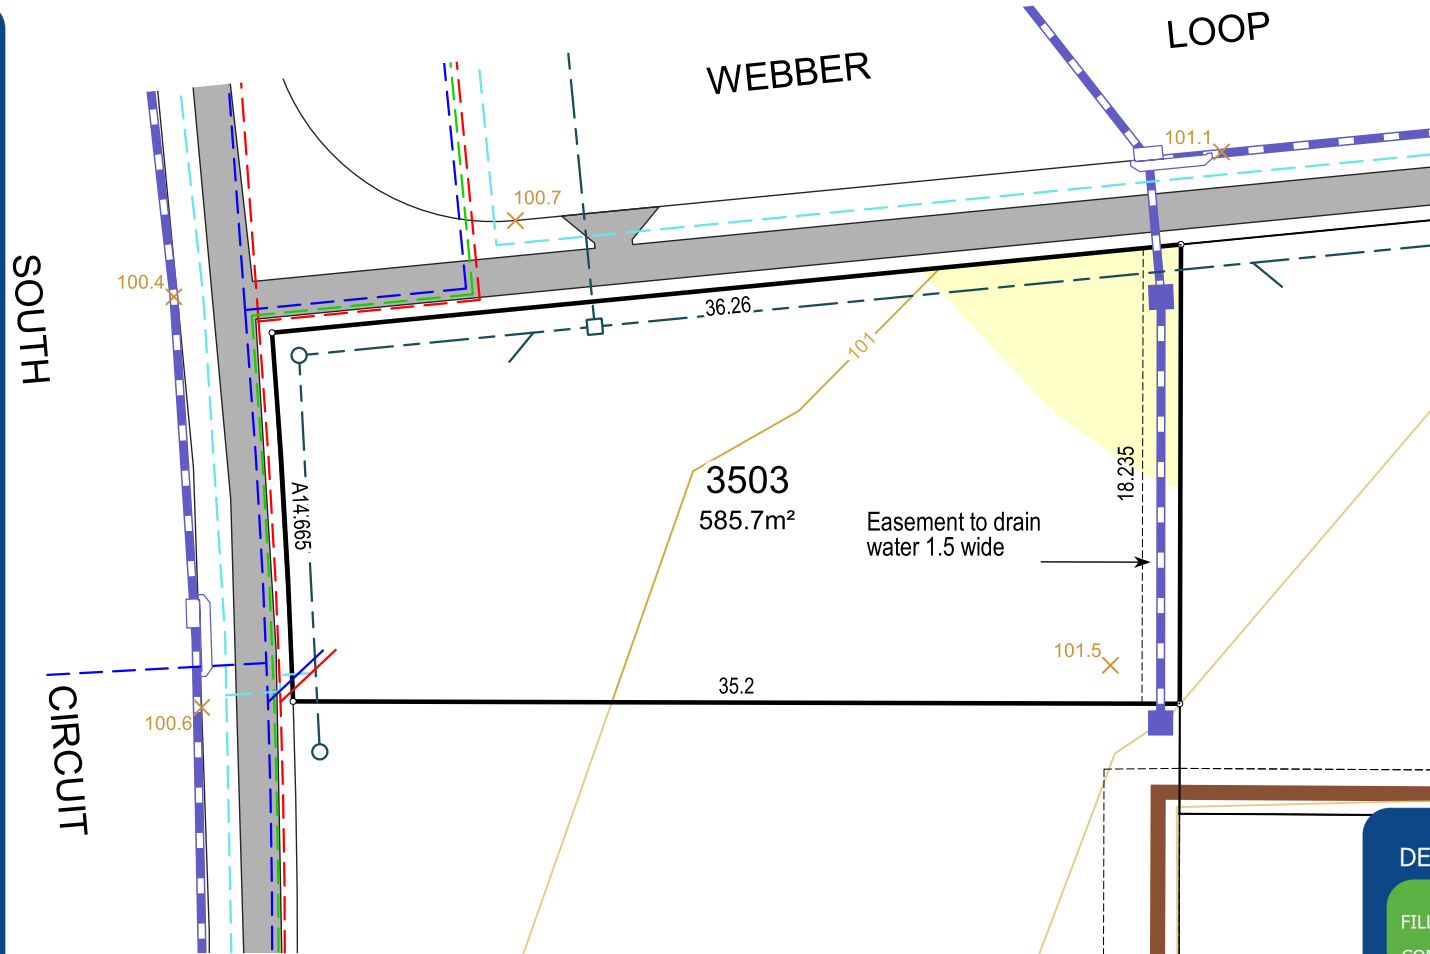 LOOP
WEBBER
101.1
100.7
SOUTH
100.4
36.26
101
3503
585.7m²
18.235
A14.665
Easement to drain
water 1.5 wide
101.5
35.2
100.6
CIRCUIT
DE
FILL